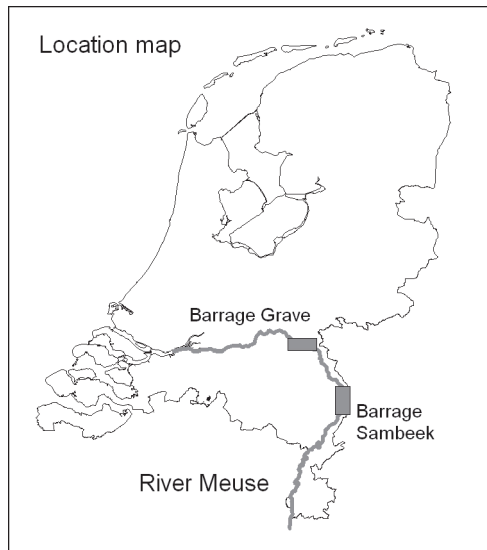 Location map
Barrage Grave
Barrage
Sambeek
River Meuse